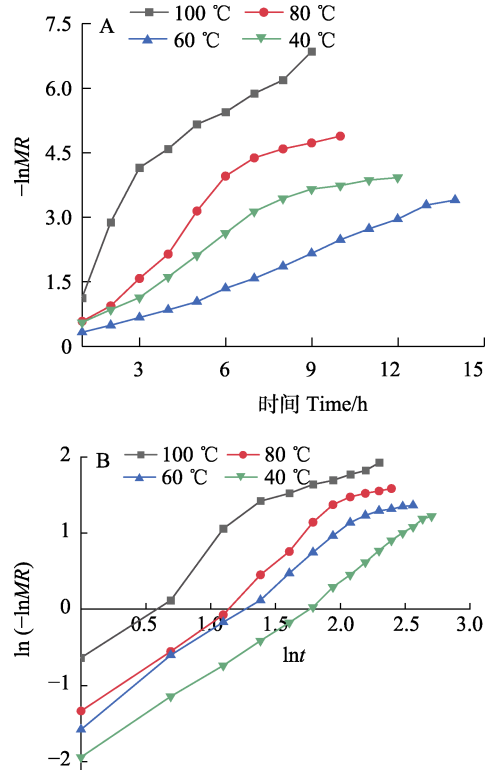 A
100 ℃ 80 ℃
60 ℃ 40 ℃
7.5
6.0
4.5
3.0
1.5
0
−lnMR
3 6 9 12 15
时间 Time/h
B
100 ℃ 80 ℃
60 ℃ 40 ℃
2
1
0
−1
−2
ln (−lnMR)
0.5 1.0 1.5 2.0 2.5 3.0
lnt